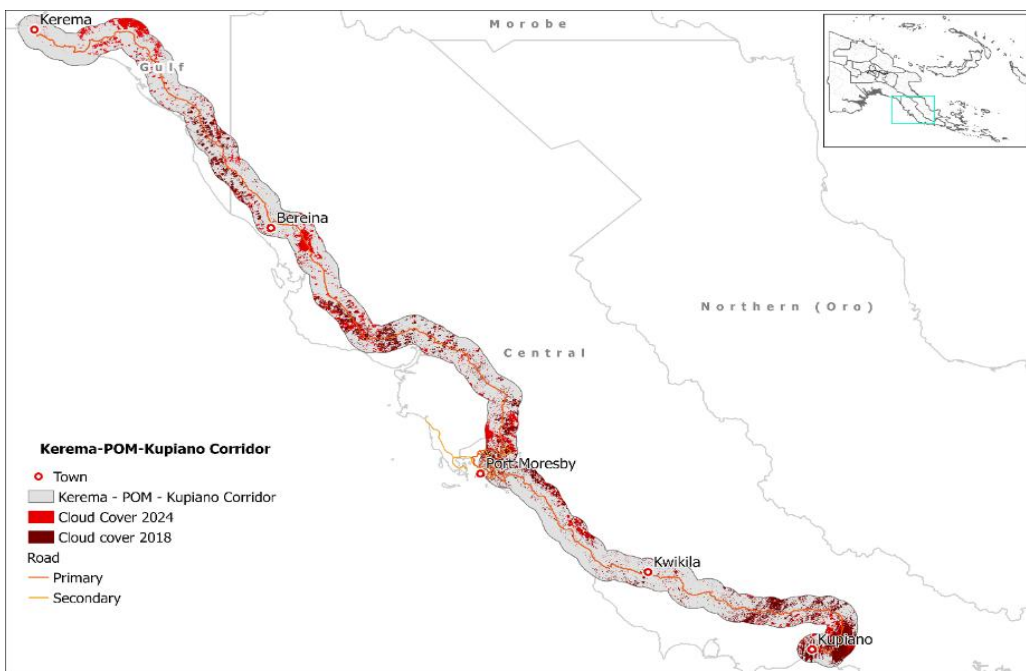 Kerema
Morobe
Gulf
Bereina
Northern (Oro)
Central
Port Moresby
Kwikila
Kupiano
Kerema-POM-Kupiano Corridor
Town
Kerema - POM - Kupiano Corridor
Cloud Cover 2024
Cloud cover 2018
Road
Primary
Secondary